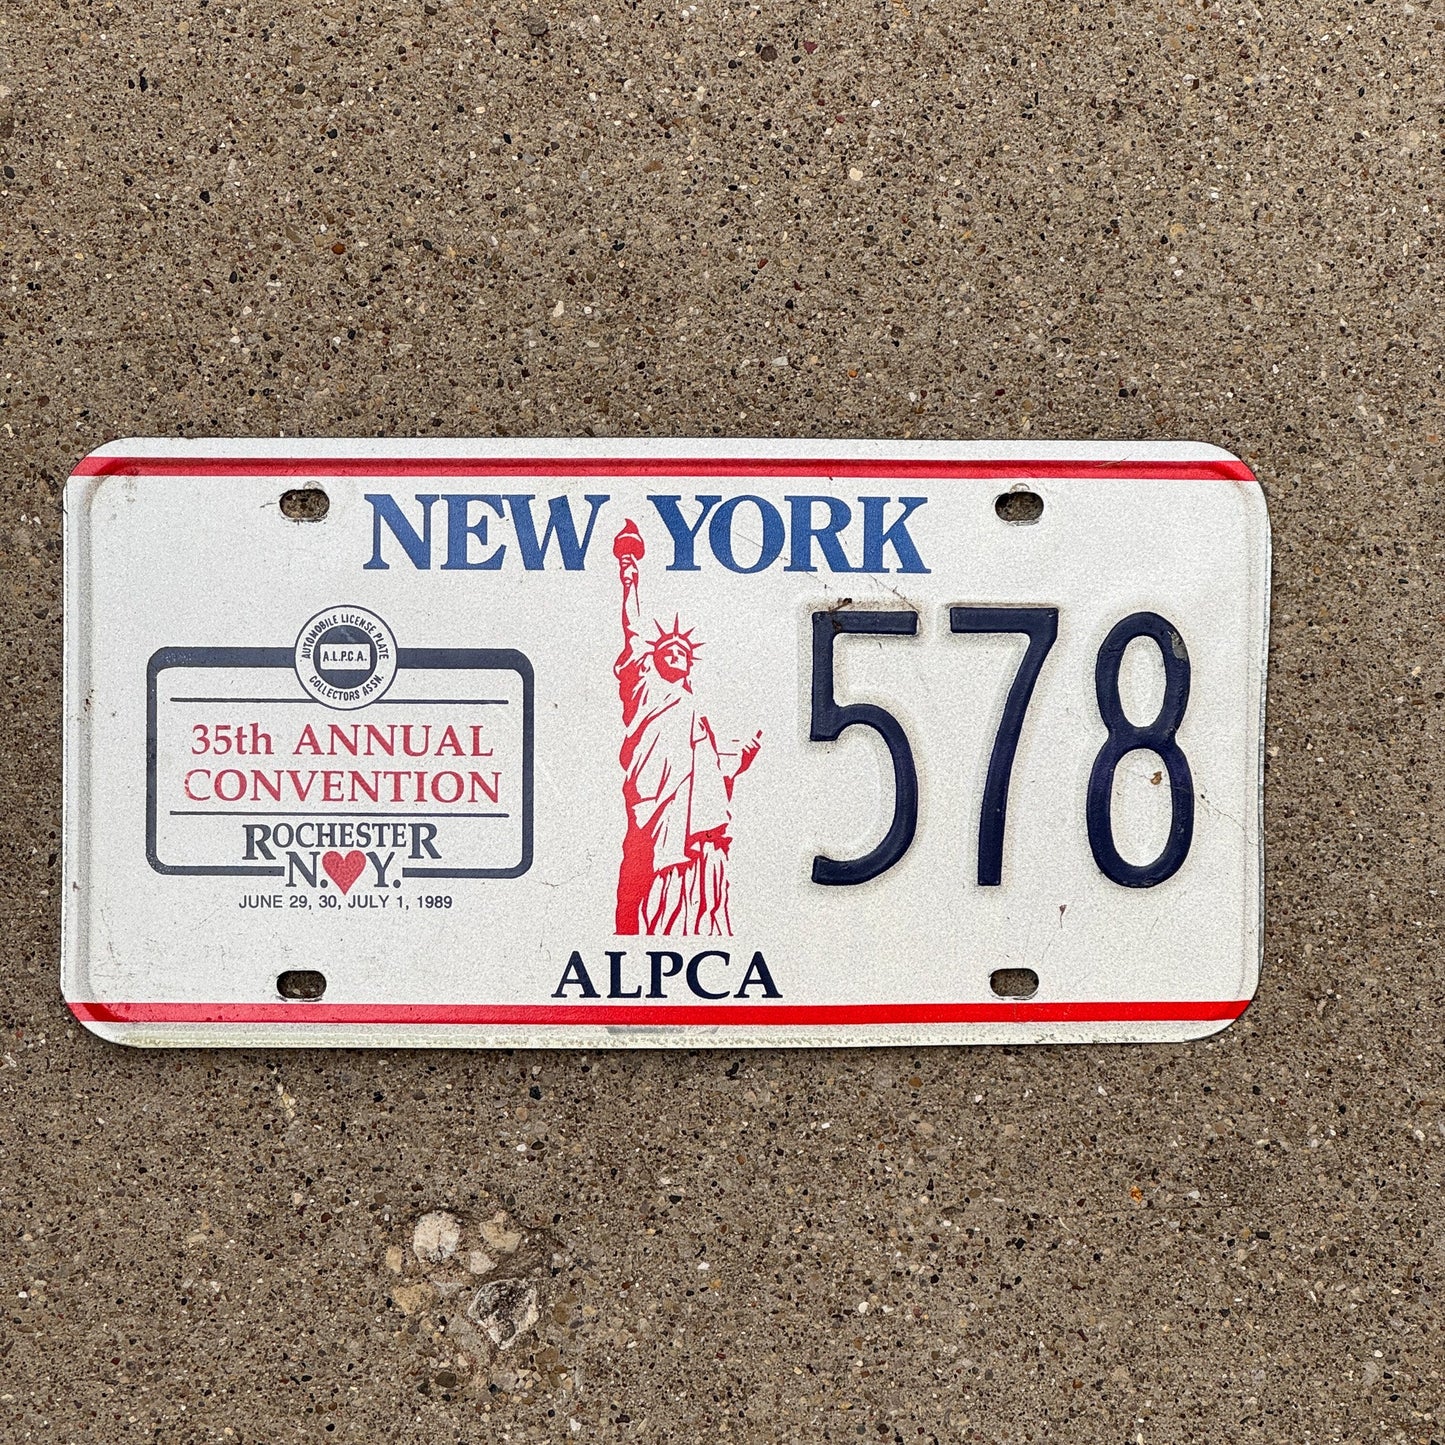 NEW YORK
AUTOMOBILE LICENSE PLATE
A.L.P.C.A.
COLLECTORS ASSN.
35th ANNUAL
CONVENTION
ROCHESTER
N.♥Y.
JUNE 29, 30, JULY 1, 1989
578
ALPCA